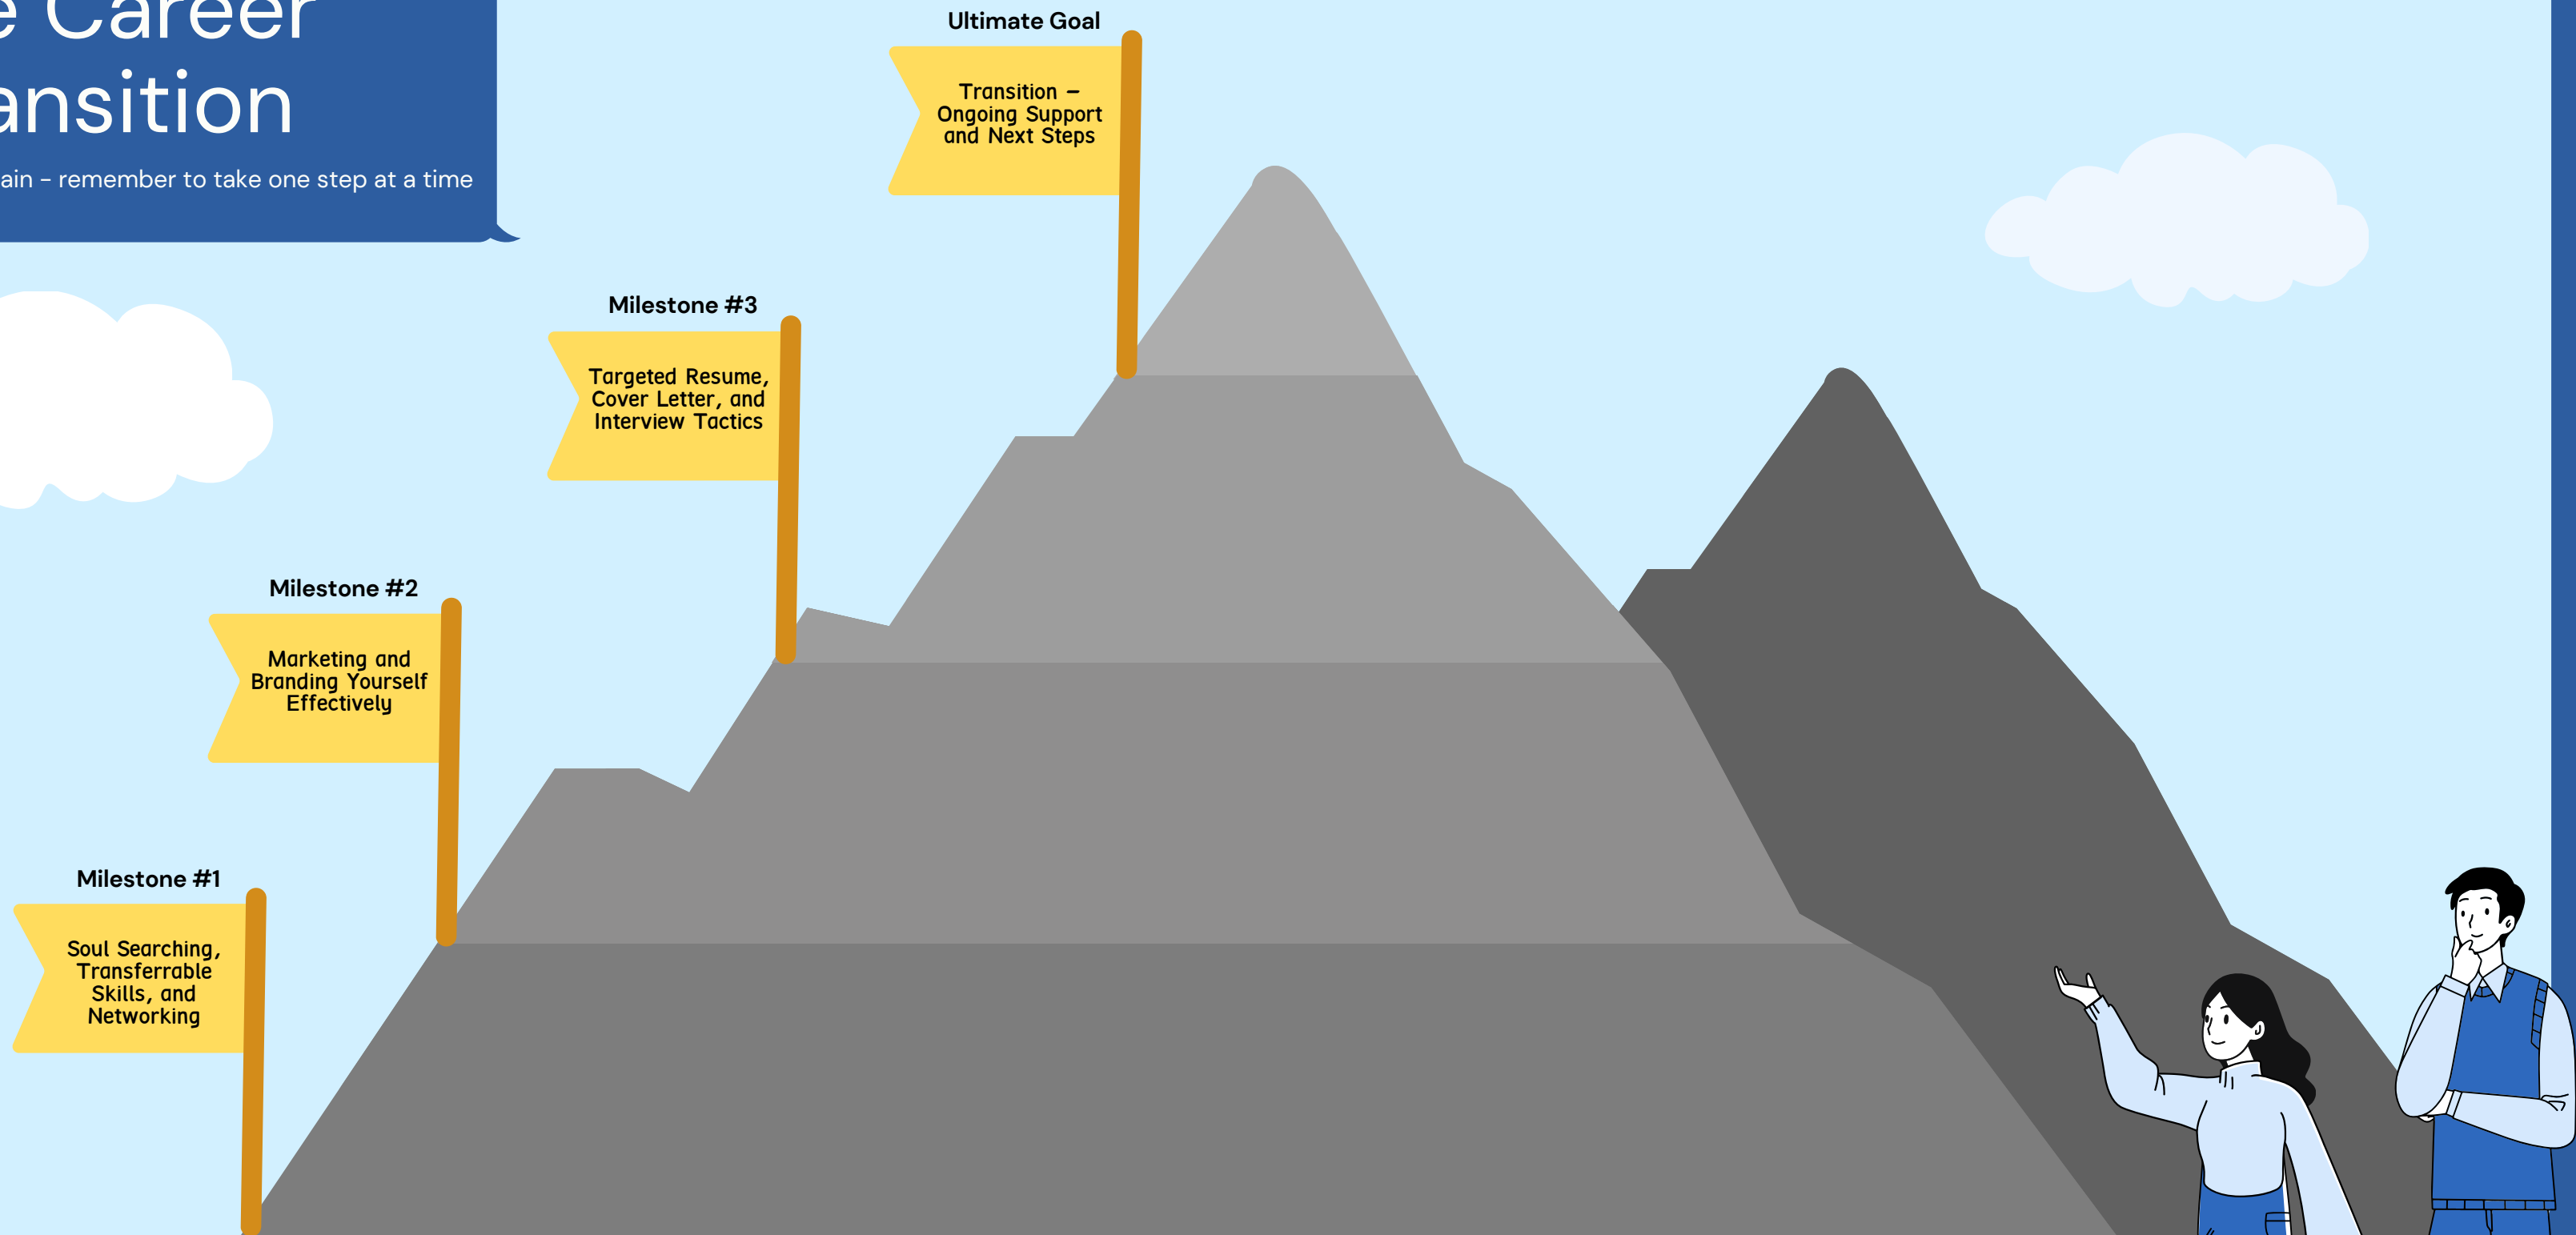 Career
ain - remember to take one step at a time
Ultimate Goal
Transition –
Ongoing Support
and Next Steps
Milestone #3
Targeted Resume,
Cover Letter, and
Interview Tactics
Milestone #2
Marketing and
Branding Yourself
Effectively
Milestone #1
Soul Searching,
Transferrable
Skills, and
Networking